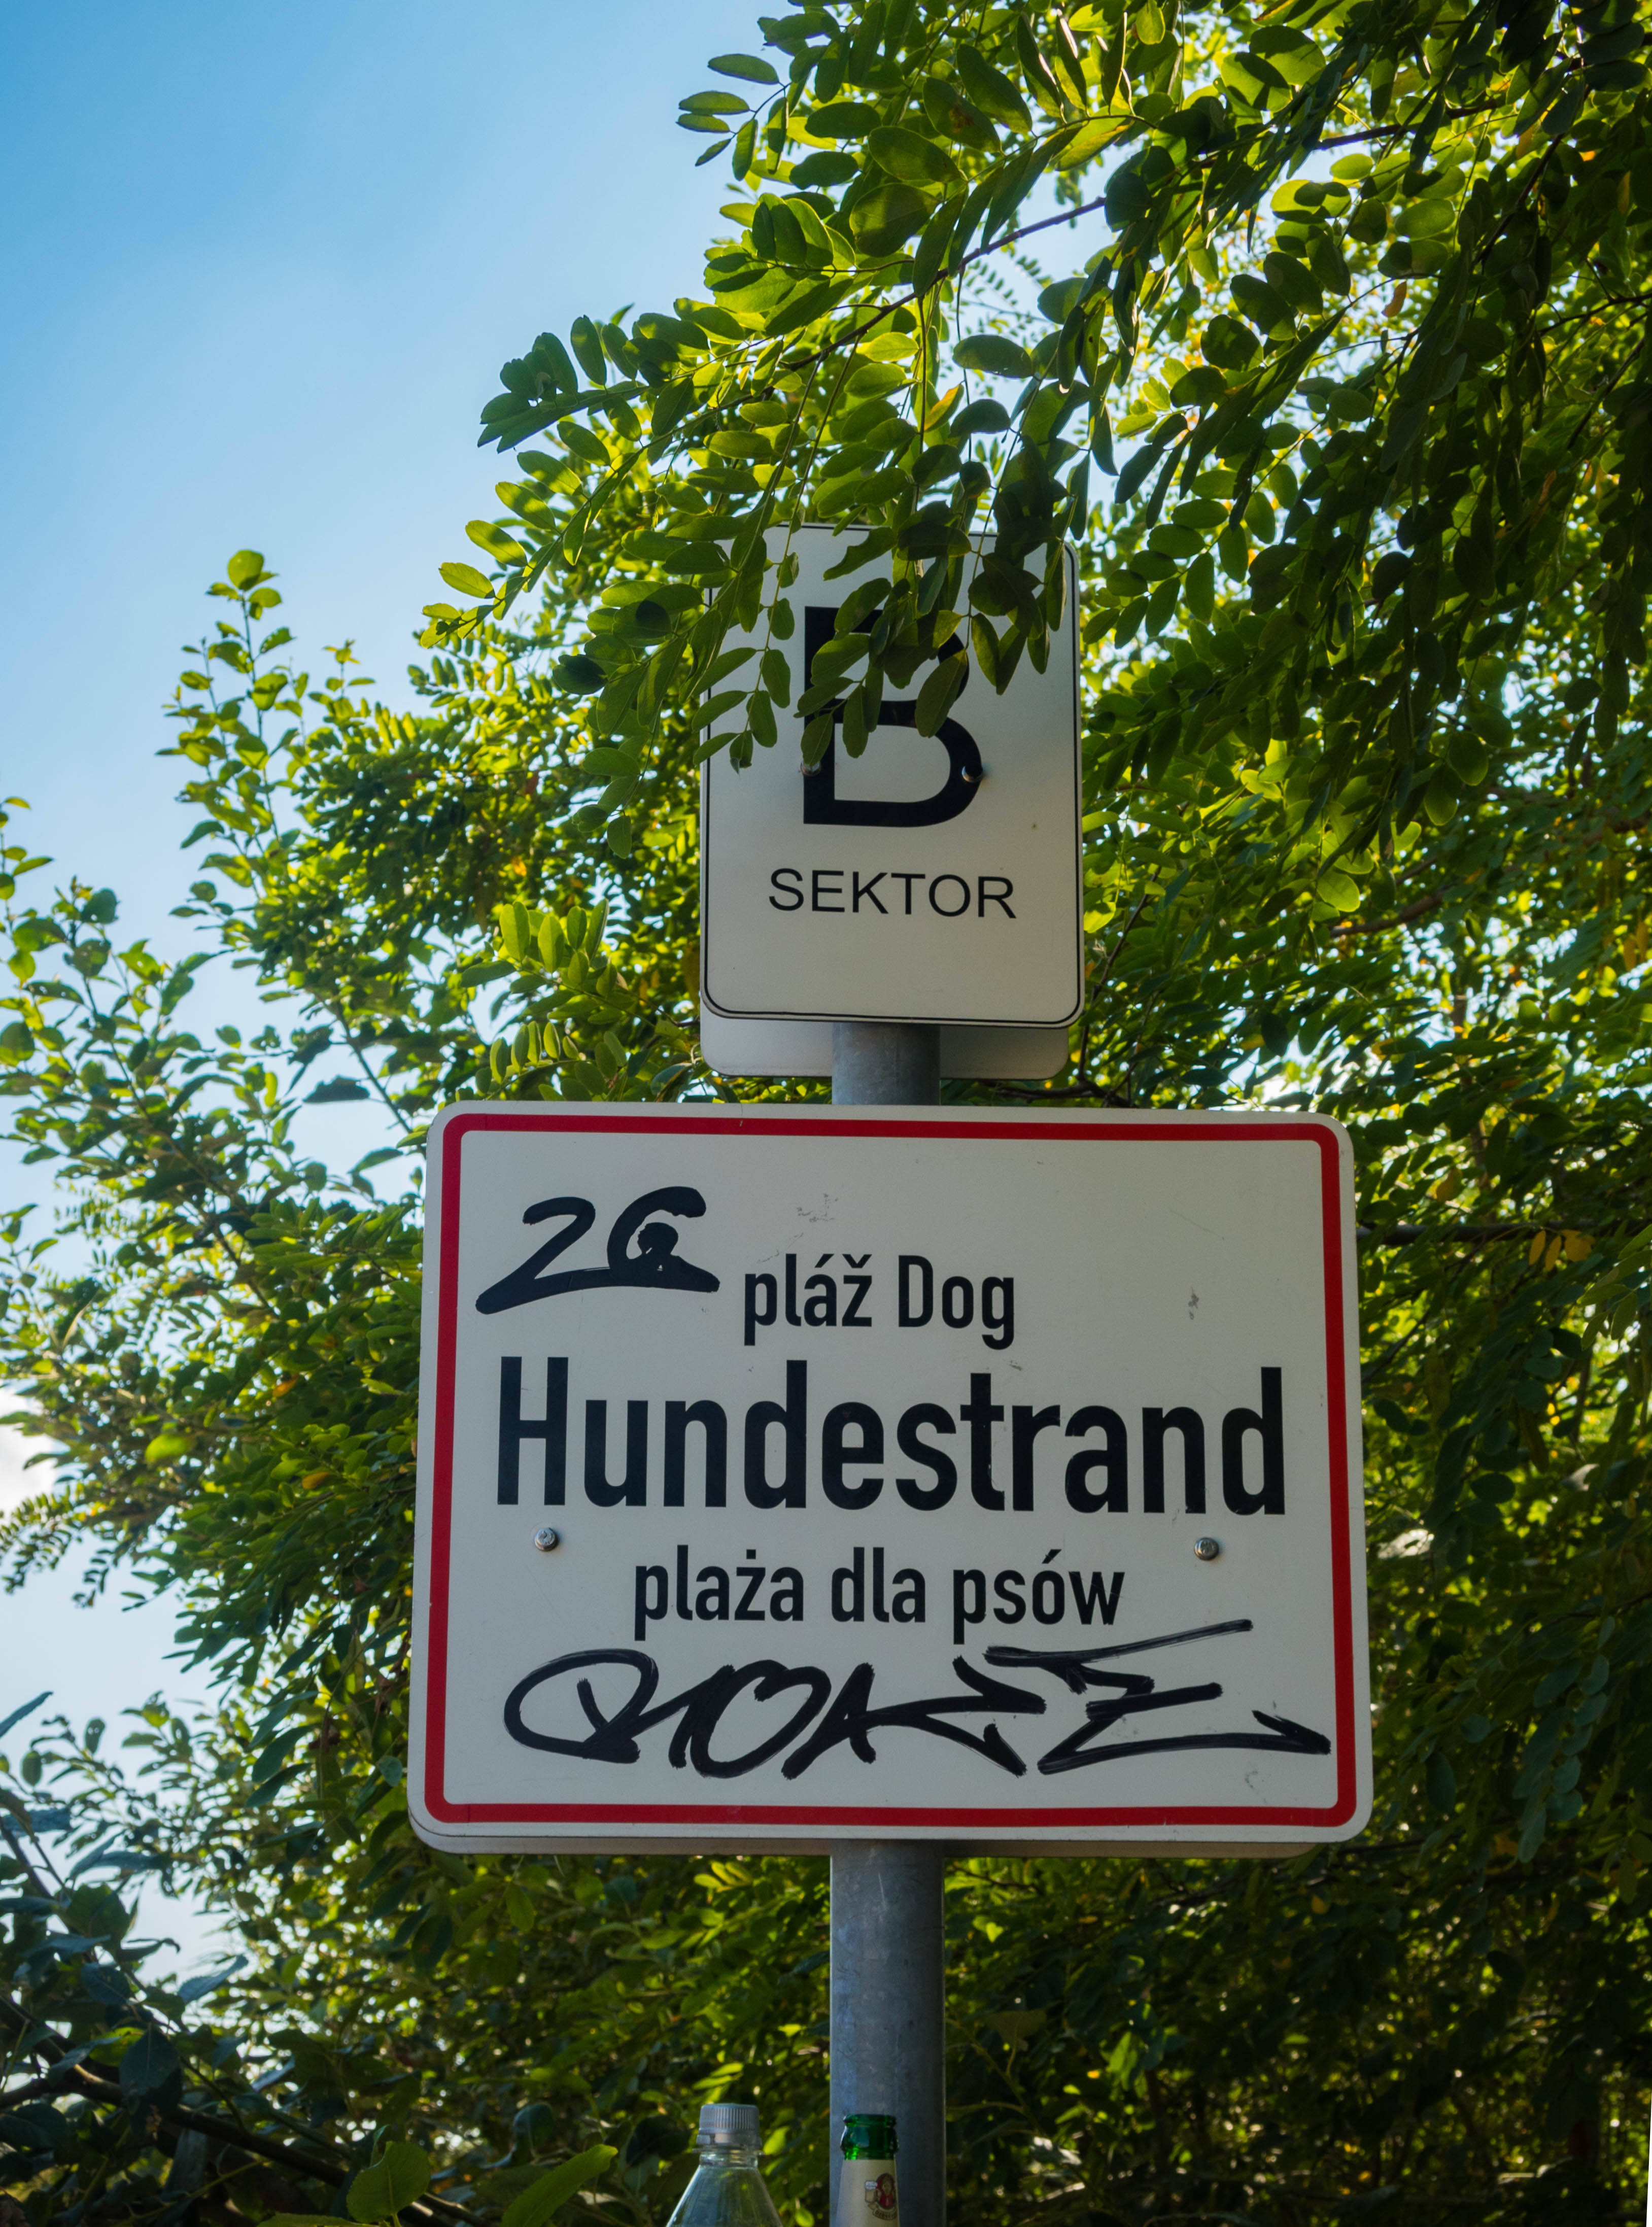 B
SEKTOR
pláž Dog
Hundestrand
plaża dla psów